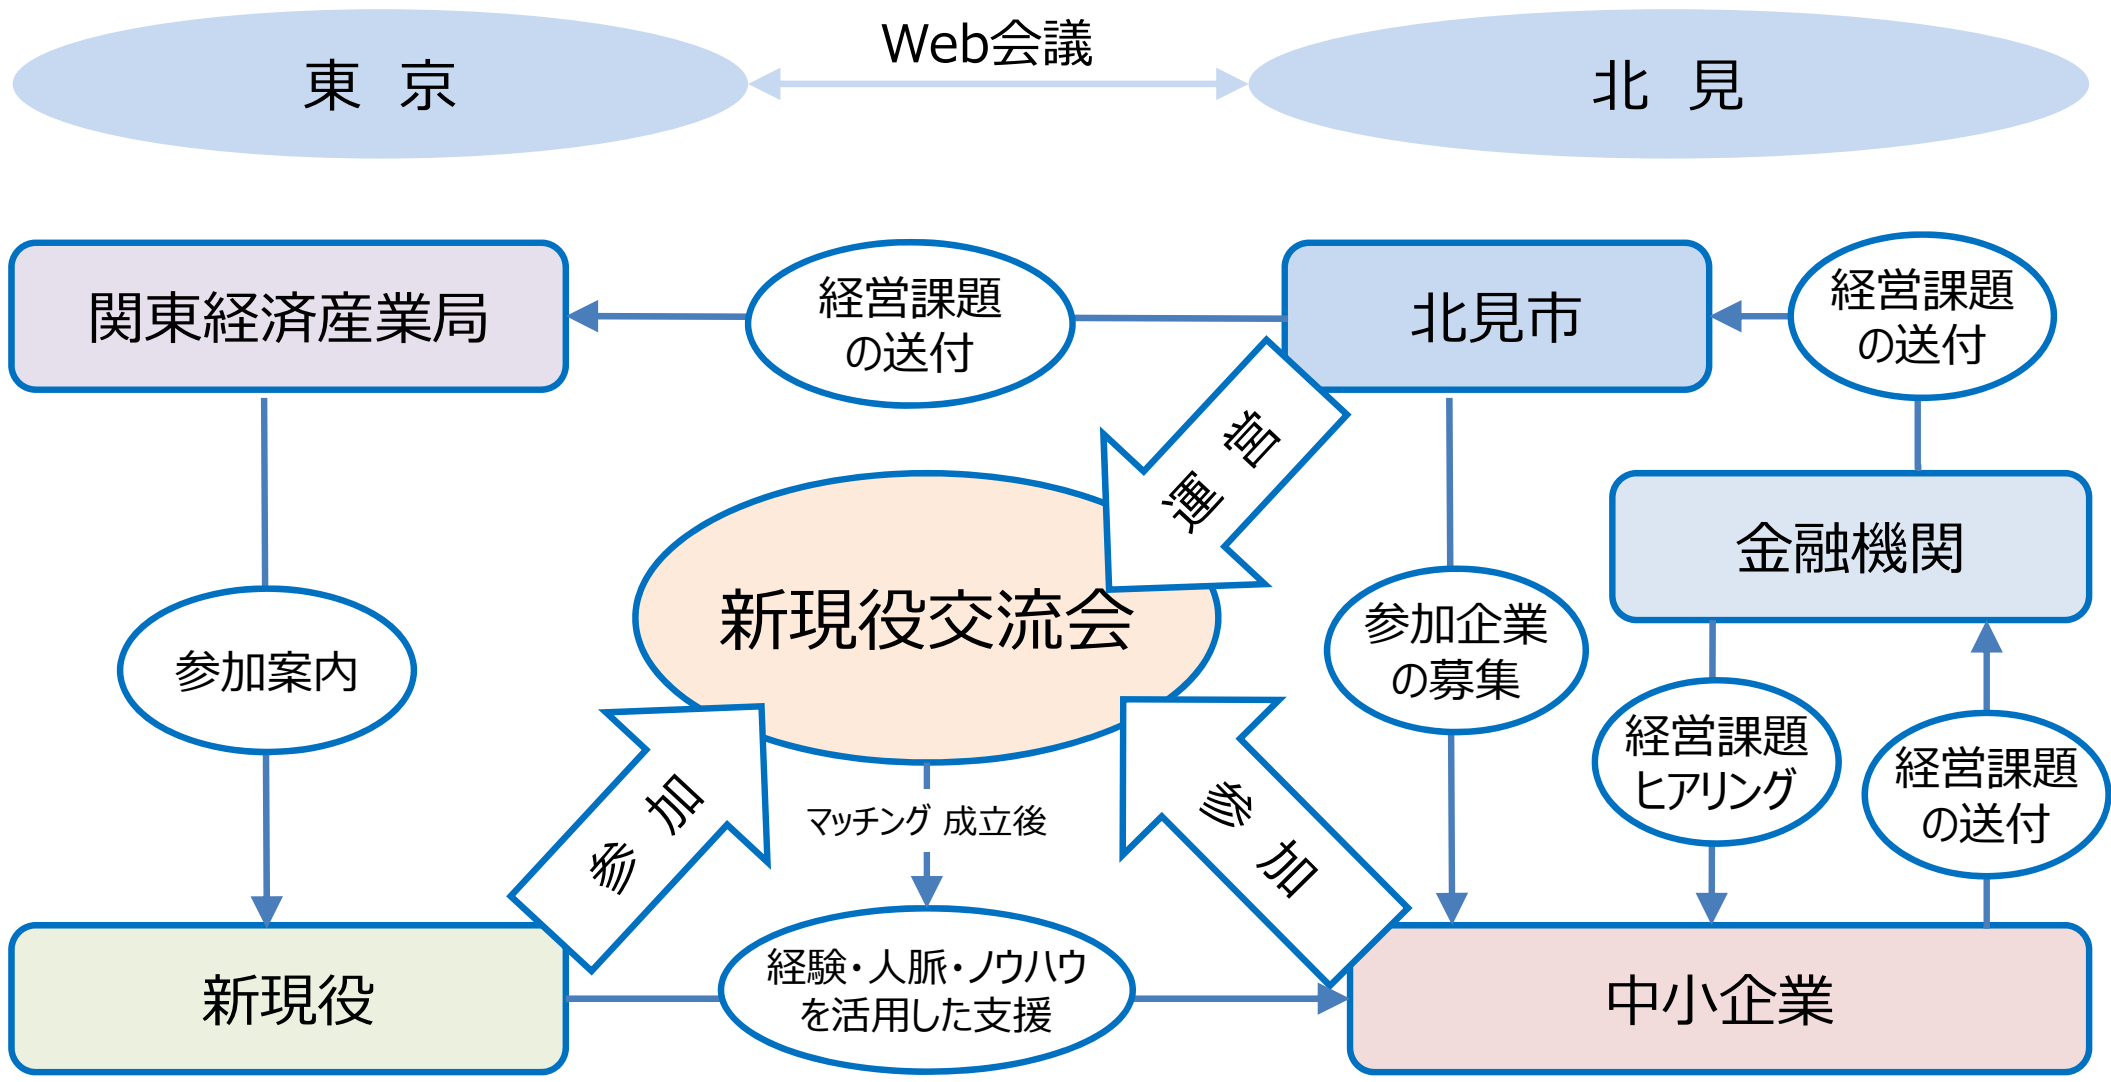 東 京
Web会議
北 見
関東経済産業局
経営課題
の送付
北見市
経営課題
の送付
運 営
金融機関
新現役交流会
参加案内
参加企業
の募集
経営課題
ヒアリング
経営課題
の送付
参 加
マッチング 成立後
参 加
新現役
経験・人脈・ノウハウ
を活用した支援
中小企業